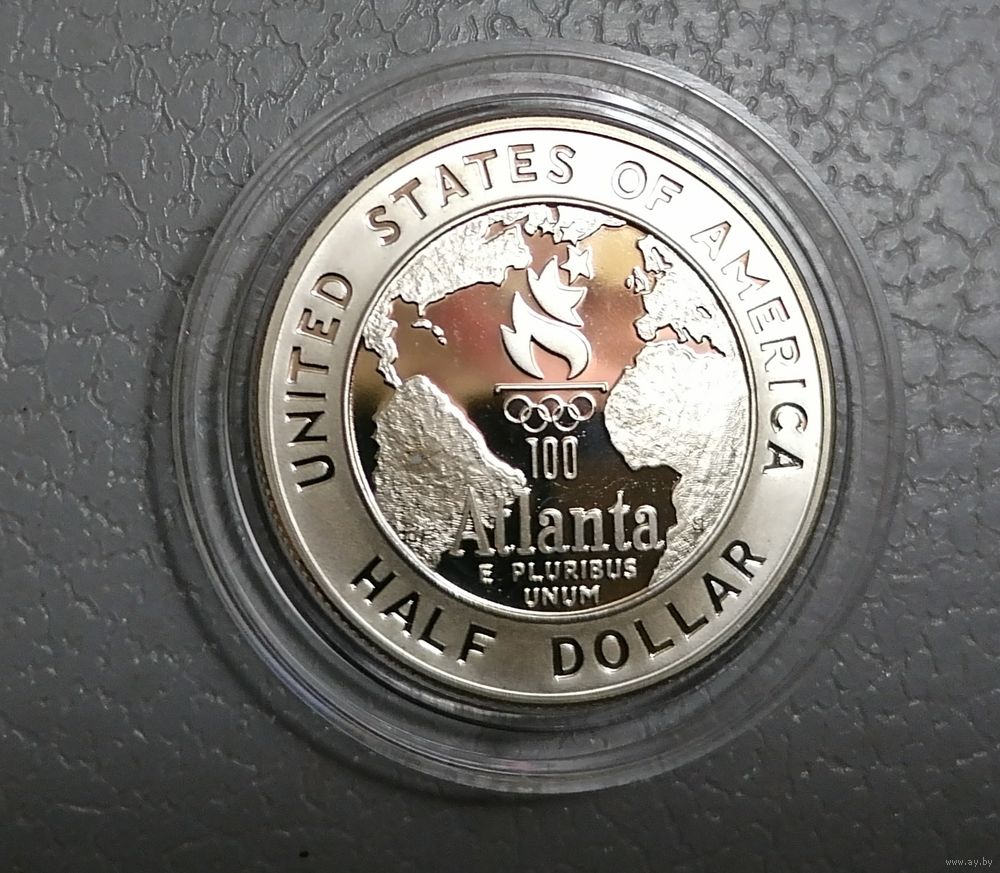 UNITED STATES OF AMERICA
100
Atlanta
S
E PLURIBUS
UNUM
HALF DOLLAR
www.ay.by